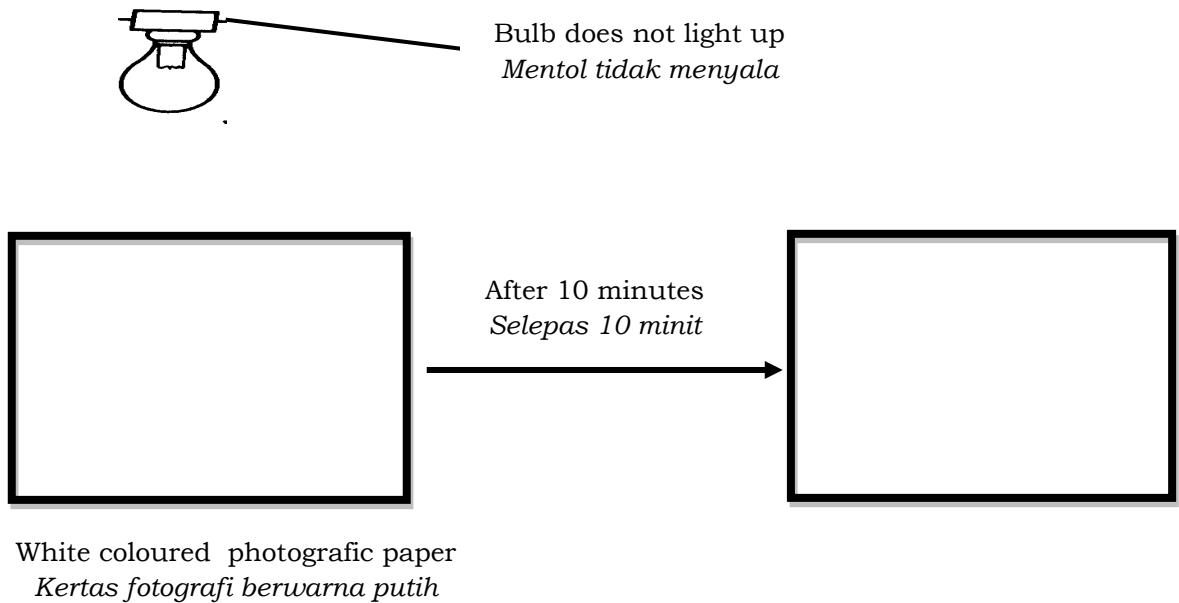 Bulb does not light up
Mentol tidak menyala
After 10 minutes
Selepas 10 minit
White coloured photografic paper
Kertas fotografi berwarna putih